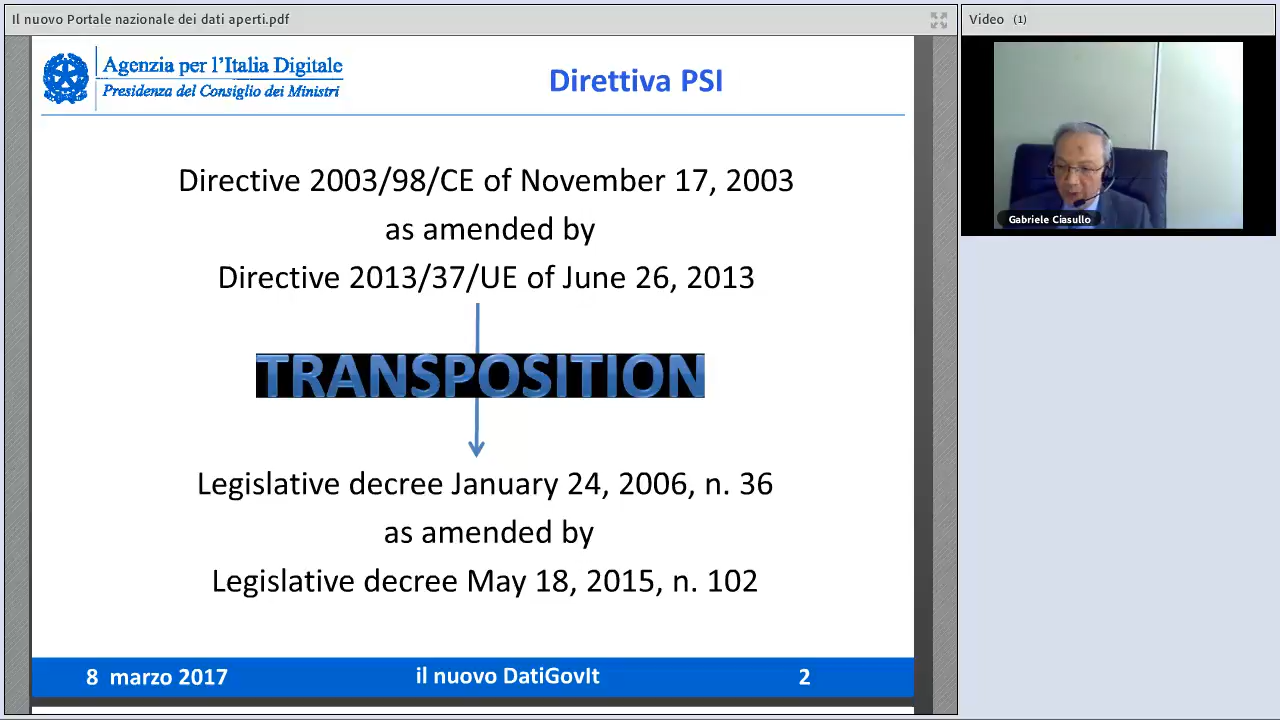 Il nuovo Portale nazionale dei dati aperti.pdf
Video (1)
Agenzia per l'Italia Digitale
Presidenza del Consiglio dei Ministri
Direttiva PSI
Gabriele Ciasullo
Directive 2003/98/CE of November 17, 2003
as amended by
Directive 2013/37/UE of June 26, 2013
TRANSPOSITION
Legislative decree January 24, 2006, n. 36
as amended by
Legislative decree May 18, 2015, n. 102
8 marzo 2017
il nuovo DatiGovIt
2